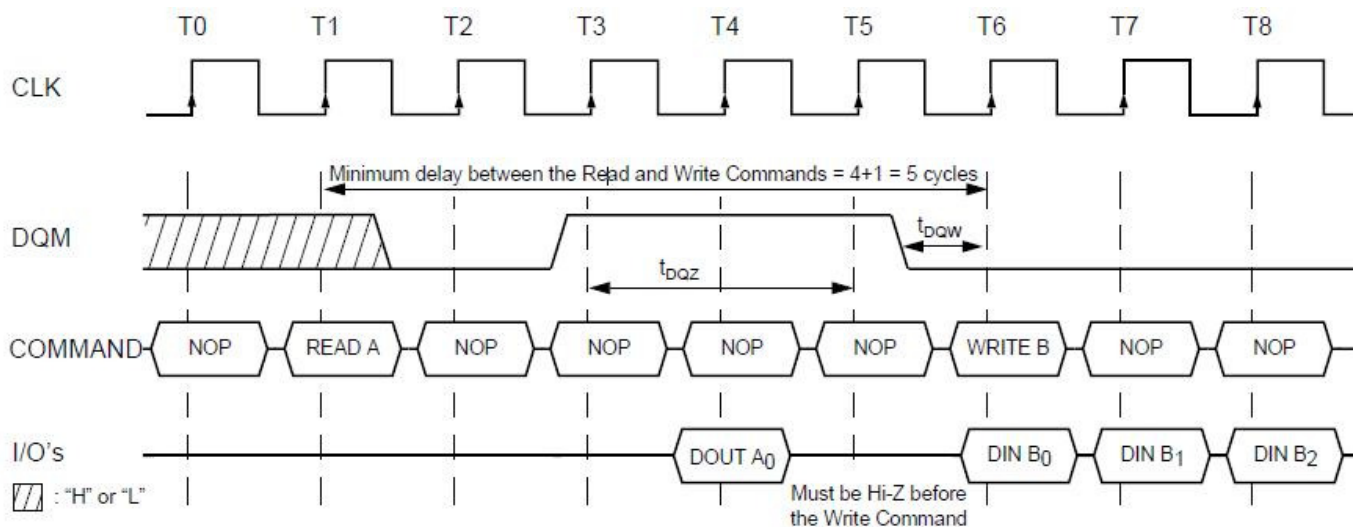 T0 T1 T2 T3 T4 T5 T6 T7 T8
CLK
Minimum delay between the Read and Write Commands = 4+1 = 5 cycles
DQM
tDQW
tDQZ
COMMAND NOP READ A NOP NOP NOP NOP WRITE B NOP NOP
I/O's DOUT A0 DIN B0 DIN B1 DIN B2
: "H" or "L"
Must be Hi-Z before
the Write Command